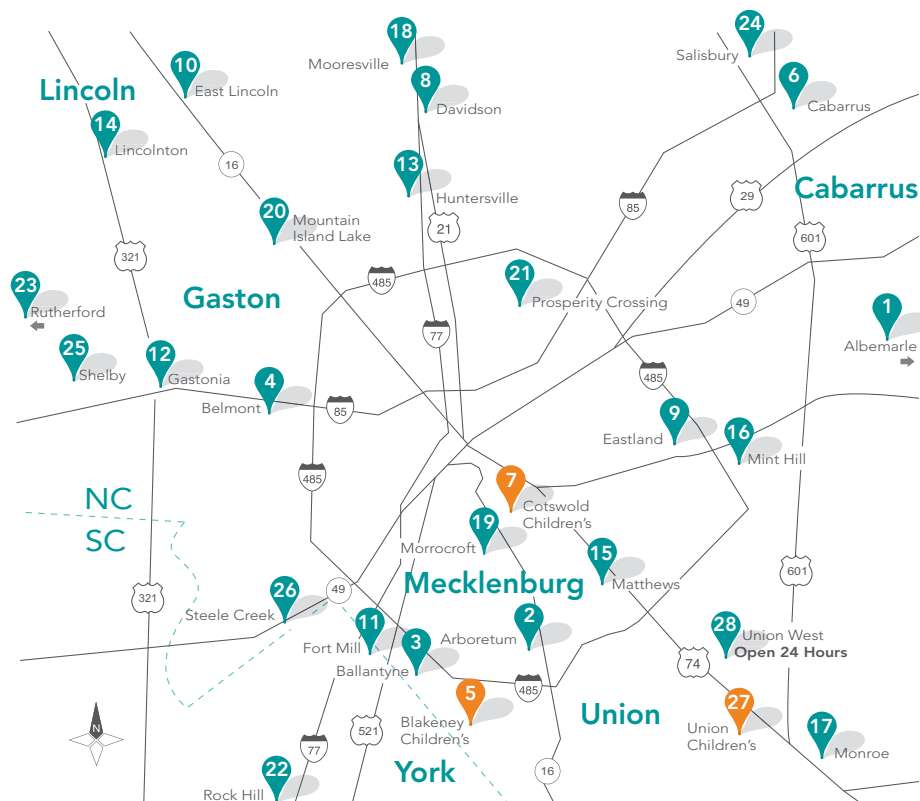 18
24
Mooresville
Salisbury
10
8
6
Lincoln
East Lincoln
Davidson
Cabarrus
14
Lincolnton
16
13
Huntersville
85
29
Cabarrus
20
Mountain
Island Lake
21
601
321
485
21
Prosperity Crossing
49
23
Rutherford
Gaston
77
1
Albemarle
25
Shelby
12
Gastonia
4
Belmont
85
485
9
Eastland
16
Mint Hill
485
7
Cotswold
Children's
NC
SC
19
Morrocroft
15
Matthews
Mecklenburg
601
321
26
Steele Creek
49
11
Fort Mill
3
Ballantyne
2
Arboretum
28
Union West
Open 24 Hours
74
485
5
Blakeney
Children's
Union
27
Union
Children's
17
Monroe
N
77
521
York
16
22
Rock Hill